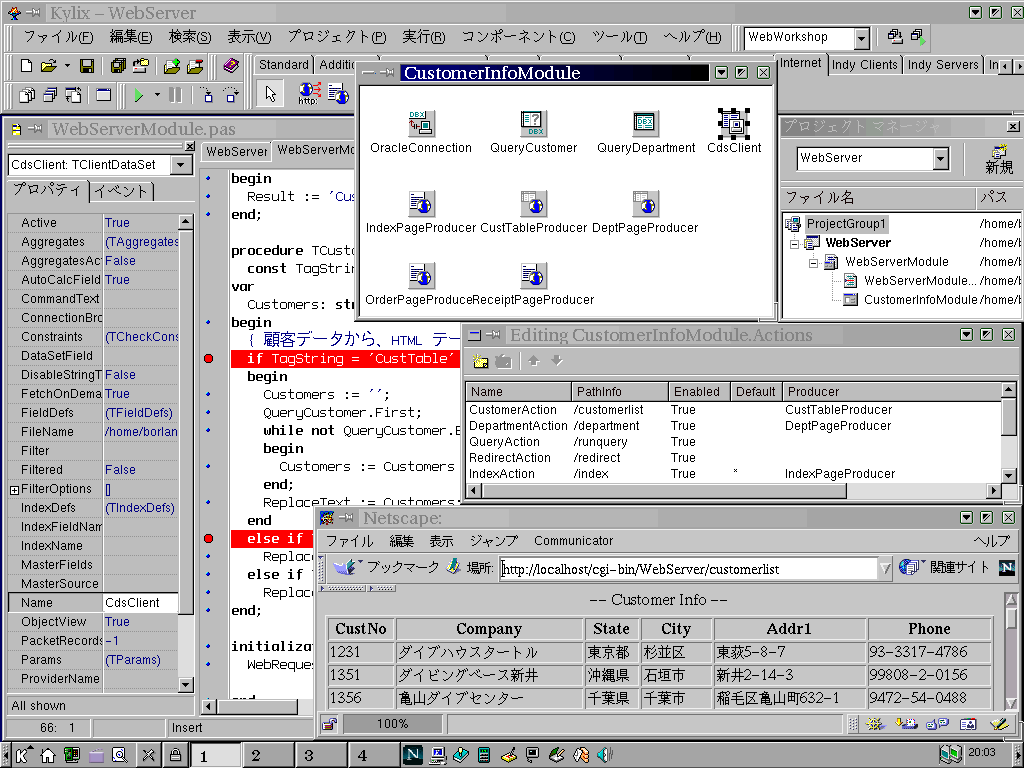 Kylix – WebServer
ファイル(F) 編集(E) 検索(S) 表示(V) プロジェクト(P) 実行(R) コンポーネント(C) ツール(T) ヘルプ(H) WebWorkshop
Standard Additi Internet Indy Clients Indy Servers In
http:
CustomerInfoModule
OracleConnection QueryCustomer QueryDepartment CdsClient
IndexPageProducer CustTableProducer DeptPageProducer
OrderPageProduce ReceiptPageProducer
WebServerModule.pas
CdsClient: TClientDataSet
プロパティ イベント
Active True
Aggregates (TAggregates
AggregatesAc False
AutoCalcField True
CommandText
ConnectionBro
Constraints (TCheckCons
DataSetField
DisableStringT False
FetchOnDema True
FieldDefs (TFieldDefs)
FileName /home/borlan
Filter
Filtered False
FilterOptions []
IndexDefs (TIndexDefs)
IndexFieldNam
IndexName
MasterFields
MasterSource
Name CdsClient
ObjectView True
PacketRecords -1
Params (TParams)
ProviderName
All shown
WebServer WebServerMo
begin
Result := 'Cus
end;
procedure TCusto
const TagStrin
var
Customers: str
begin
{ 顧客データから、HTML テー
if TagString = 'CustTable'
begin
Customers := '';
QueryCustomer.First;
while not QueryCustomer.E
begin
Customers := Customers
end;
ReplaceText := Customers;
end
else if
Replace
else if
Replace
end;
initializa
WebReques
end
66: 1 Insert
プロジェクト マネージャ
WebServer 新規
ファイル名 パス
ProjectGroup1 /home/b
WebServer /home/b
WebServerModule /home/b
WebServerModule... /home/b
CustomerInfoModule /home/b
Editing CustomerInfoModule.Actions
Name PathInfo Enabled Default Producer
CustomerAction /customerlist True CustTableProducer
DepartmentAction /department True DeptPageProducer
QueryAction /runquery True
RedirectAction /redirect True
IndexAction /index True * IndexPageProducer
Netscape:
ファイル 編集 表示 ジャンプ Communicator ヘルプ
ブックマーク 場所: http://localhost/cgi-bin/WebServer/customerlist 関連サイト N
-- Customer Info --
CustNo Company State City Addr1 Phone
1231 ダイブハウスタートル 東京都 杉並区 東荻5-8-7 93-3317-4786
1351 ダイビングベース新井 沖縄県 石垣市 新井2-14-3 99808-2-0156
1356 亀山ダイブセンター 千葉県 千葉市 稲毛区亀山町632-1 9472-54-0488
100%
K 1 2 3 4 N 20:03